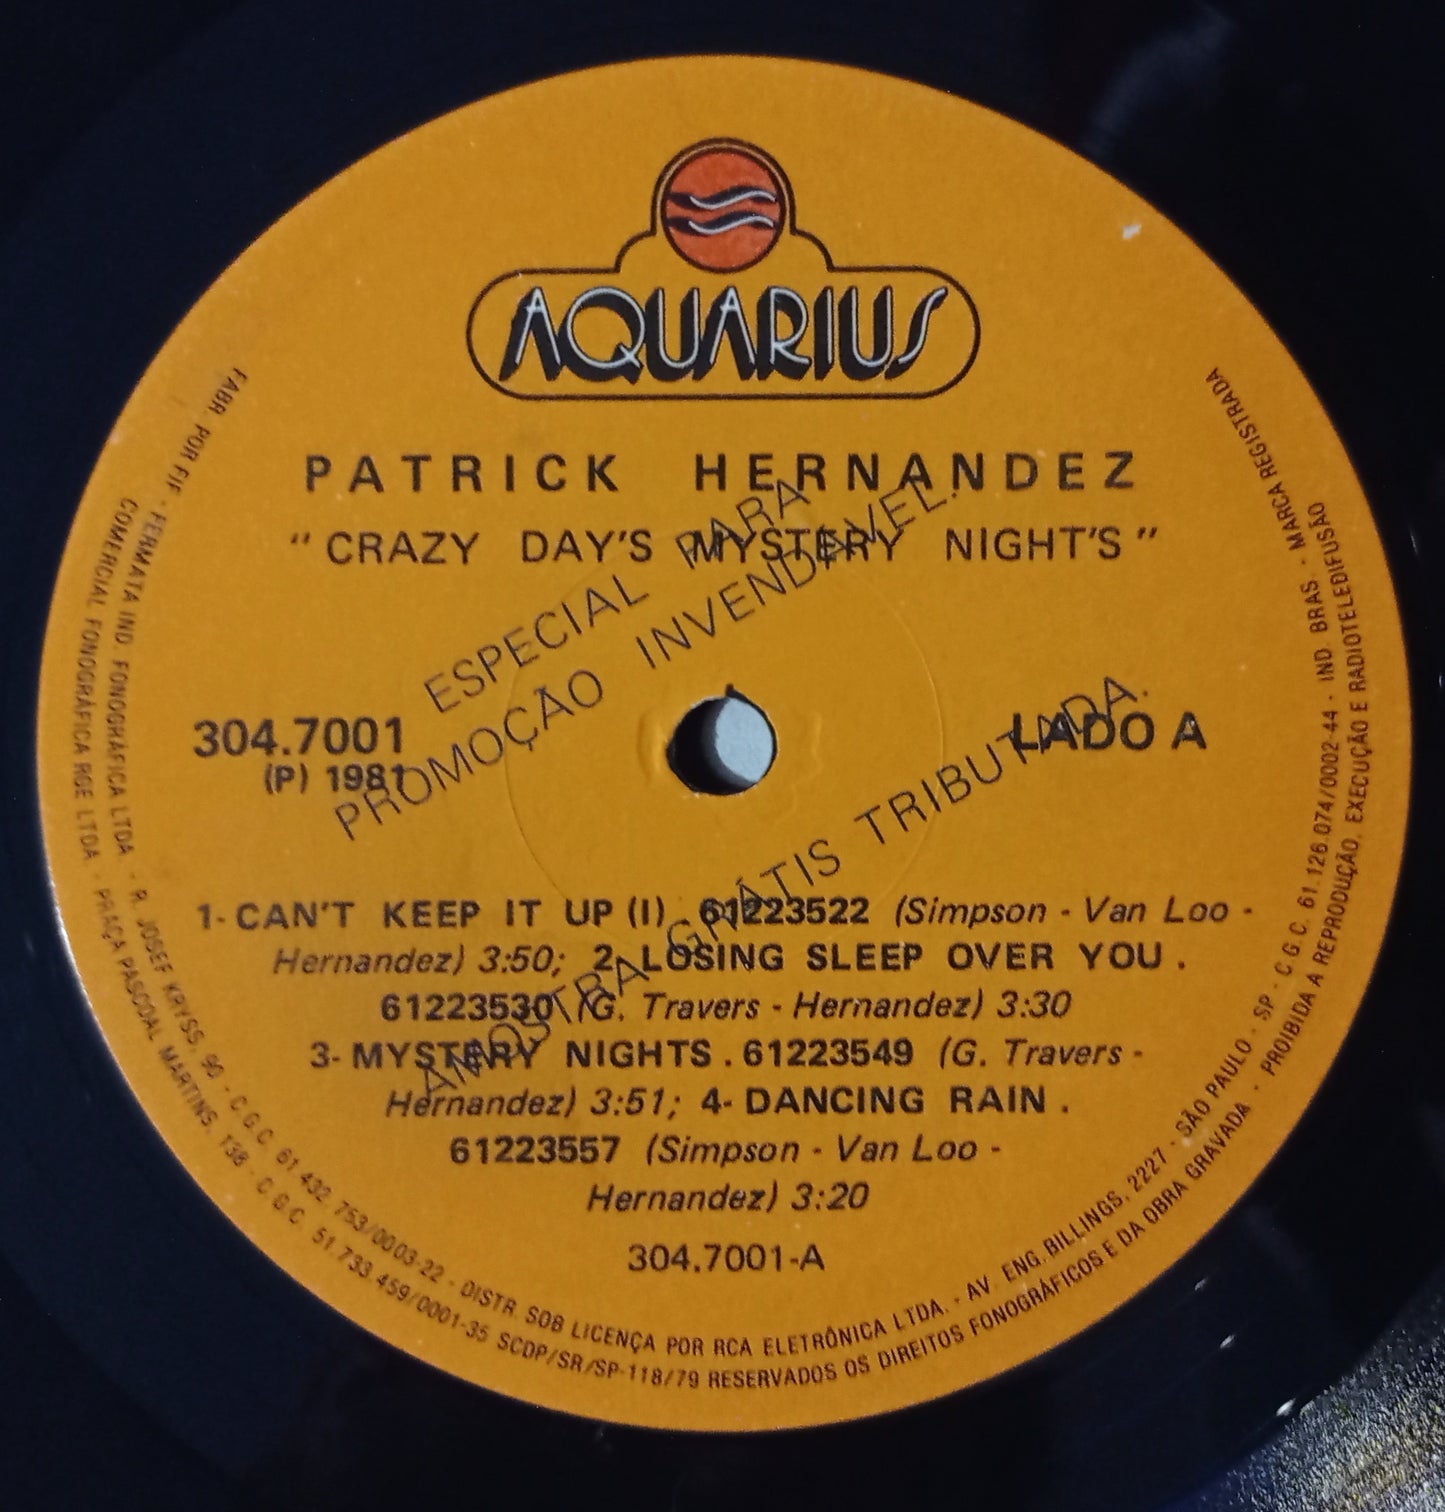 AQUARIUS
PATRICK HERNANDEZ
"CRAZY DAY'S MYSTERY NIGHT'S"
ESPECIAL PARA
PROMOÇÃO INVENDÁVEL.
AMOSTRA GRÁTIS TRIBUTADA.
304.7001
(P) 1981
LADO A
1- CAN'T KEEP IT UP (I) . 61223522 (Simpson - Van Loo -
Hernandez) 3:50; 2- LOSING SLEEP OVER YOU .
61223530 (G. Travers - Hernandez) 3:30
3- MYSTERY NIGHTS . 61223549 (G. Travers -
Hernandez) 3:51; 4- DANCING RAIN .
61223557 (Simpson - Van Loo -
Hernandez) 3:20
304.7001-A
FABR. POR FIF - FERMATA IND. FONOGRÁFICA LTDA - R. JOSEF KRYSS, 90 - C.G.C. 61.432.753/0003-22 - DISTR. SOB LICENÇA POR RCA ELETRÔNICA LTDA. - AV. ENG. BILLINGS, 2227 - SÃO PAULO - SP - C.G.C. 61.126.074/0002-44 - IND. BRAS. - MARCA REGISTRADA
COMERCIAL FONOGRÁFICA RGE LTDA - PRAÇA PASCOAL MARTINS, 138 - C.G.C. 51.733.459/0001-35 SCDP/SR/SP-118/79 RESERVADOS OS DIREITOS FONOGRÁFICOS E DA OBRA GRAVADA - PROIBIDA A REPRODUÇÃO, EXECUÇÃO E RADIOTELEDIFUSÃO